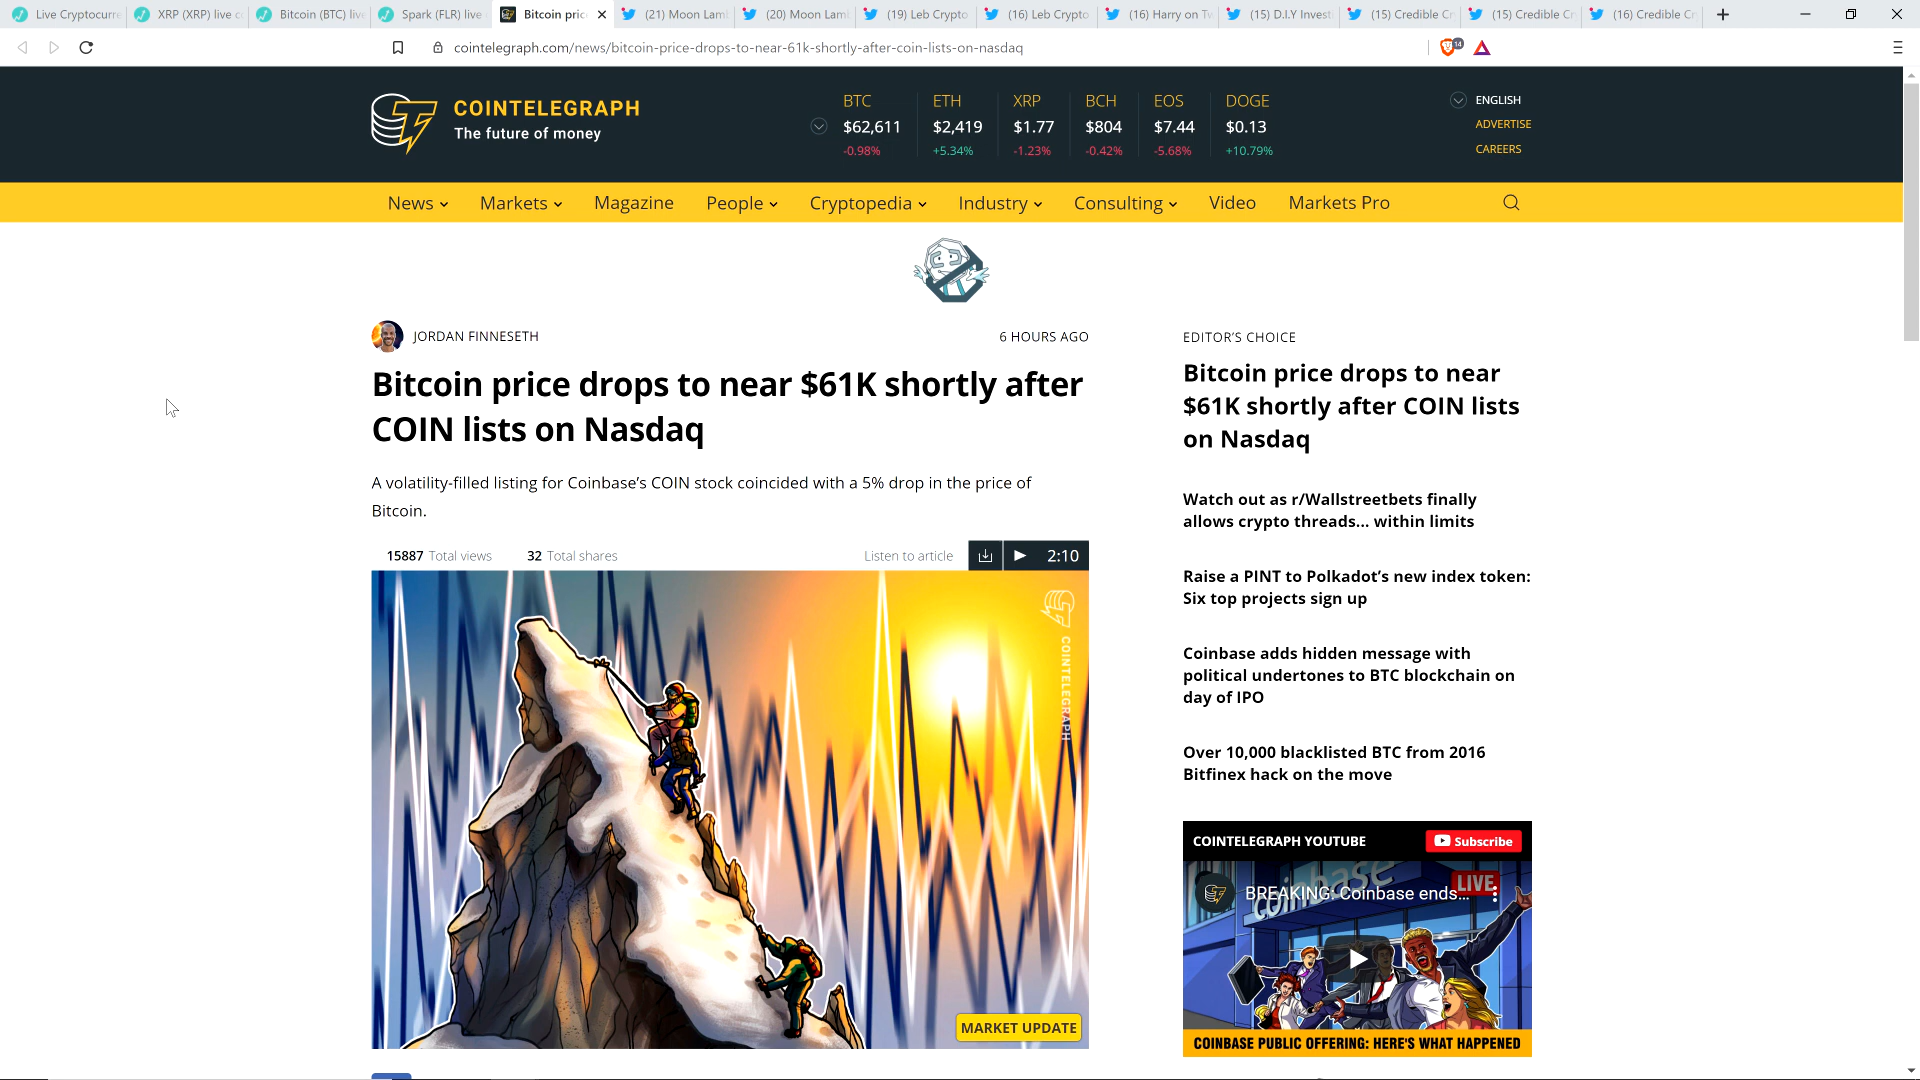 Live Cryptocurre
XRP (XRP) live c
Bitcoin (BTC) live
Spark (FLR) live
Bitcoin pric
(21) Moon Lamb
(20) Moon Lamb
(19) Leb Crypto
(16) Leb Crypto
(16) Harry on Tw
(15) D.I.Y Investi
(15) Credible Cr
(15) Credible Cr
(16) Credible Cr
cointelegraph.com/news/bitcoin-price-drops-to-near-61k-shortly-after-coin-lists-on-nasdaq
14
COINTELEGRAPH
The future of money
BTC ETH XRP BCH EOS DOGE
$62,611 $2,419 $1.77 $804 $7.44 $0.13
-0.98% +5.34% -1.23% -0.42% -5.68% +10.79%
ENGLISH
ADVERTISE
CAREERS
News Markets Magazine People Cryptopedia Industry Consulting Video Markets Pro
JORDAN FINNESETH
6 HOURS AGO
Bitcoin price drops to near $61K shortly after
COIN lists on Nasdaq
A volatility-filled listing for Coinbase's COIN stock coincided with a 5% drop in the price of
Bitcoin.
15887 Total views 32 Total shares
Listen to article 2:10
COINTELEGRAPH
MARKET UPDATE
EDITOR'S CHOICE
Bitcoin price drops to near
$61K shortly after COIN lists
on Nasdaq
Watch out as r/Wallstreetbets finally
allows crypto threads... within limits
Raise a PINT to Polkadot's new index token:
Six top projects sign up
Coinbase adds hidden message with
political undertones to BTC blockchain on
day of IPO
Over 10,000 blacklisted BTC from 2016
Bitfinex hack on the move
COINTELEGRAPH YOUTUBE
Subscribe
LIVE
BREAKING: Coinbase ends...
coinbase
COINBASE PUBLIC OFFERING: HERE'S WHAT HAPPENED